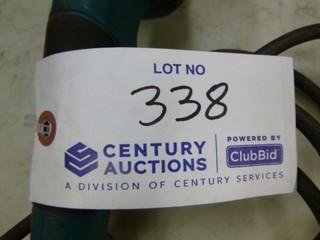 LOT NO
338
CENTURY AUCTIONS
POWERED BY
ClubBid
A DIVISION OF CENTURY SERVICES